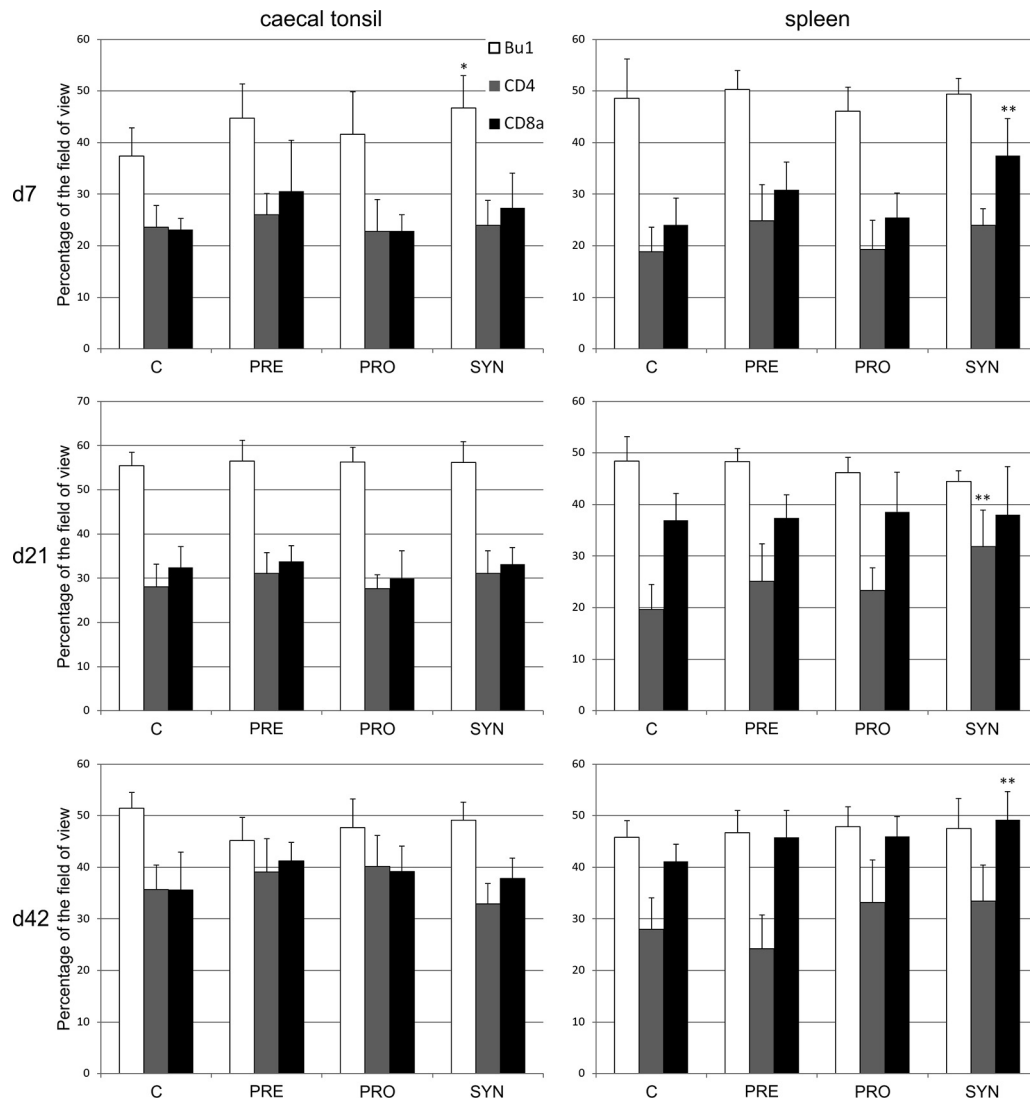 caecal tonsil
spleen
d7
Percentage of the field of view
60
50
40
30
20
10
0
C
PRE
PRO
SYN
*
Bu1
CD4
CD8a
60
50
40
30
20
10
0
C
PRE
PRO
SYN
**
d21
Percentage of the field of view
70
60
50
40
30
20
10
0
C
PRE
PRO
SYN
60
50
40
30
20
10
0
C
PRE
PRO
SYN
**
d42
Percentage of the field of view
60
50
40
30
20
10
0
C
PRE
PRO
SYN
60
50
40
30
20
10
0
C
PRE
PRO
SYN
**